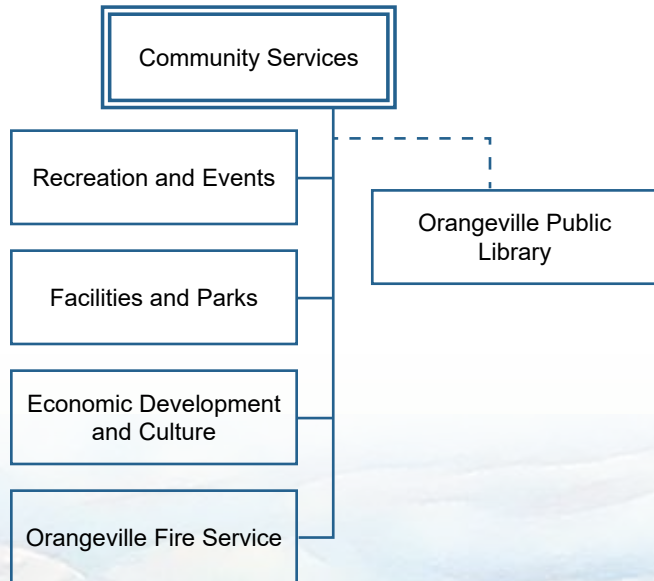 Community Services
Recreation and Events
Orangeville Public
Library
Facilities and Parks
Economic Development
and Culture
Orangeville Fire Service